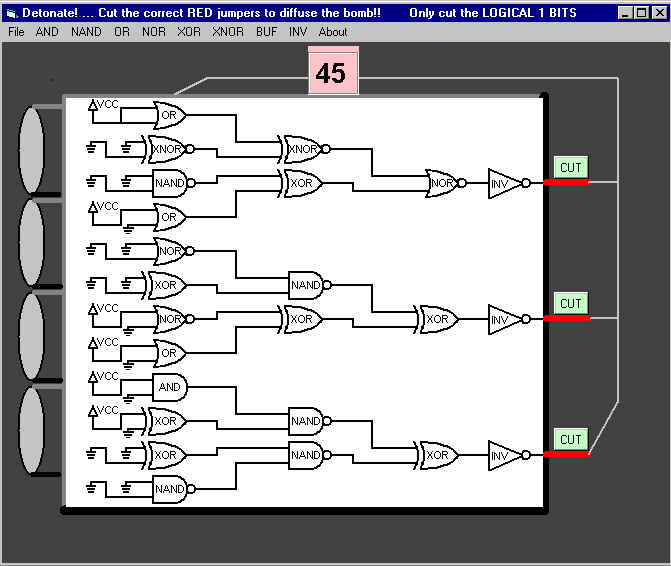 Detonate! ... Cut the correct RED jumpers to diffuse the bomb!! Only cut the LOGICAL 1 BITS
File AND NAND OR NOR XOR XNOR BUF INV About
45
VCC
OR
XNOR
XNOR
CUT
NAND
XOR
NOR
INV
VCC
OR
NOR
XOR
NAND
CUT
VCC
NOR
XOR
XOR
INV
VCC
OR
VCC
AND
VCC
XOR
NAND
CUT
XOR
NAND
XOR
INV
NAND